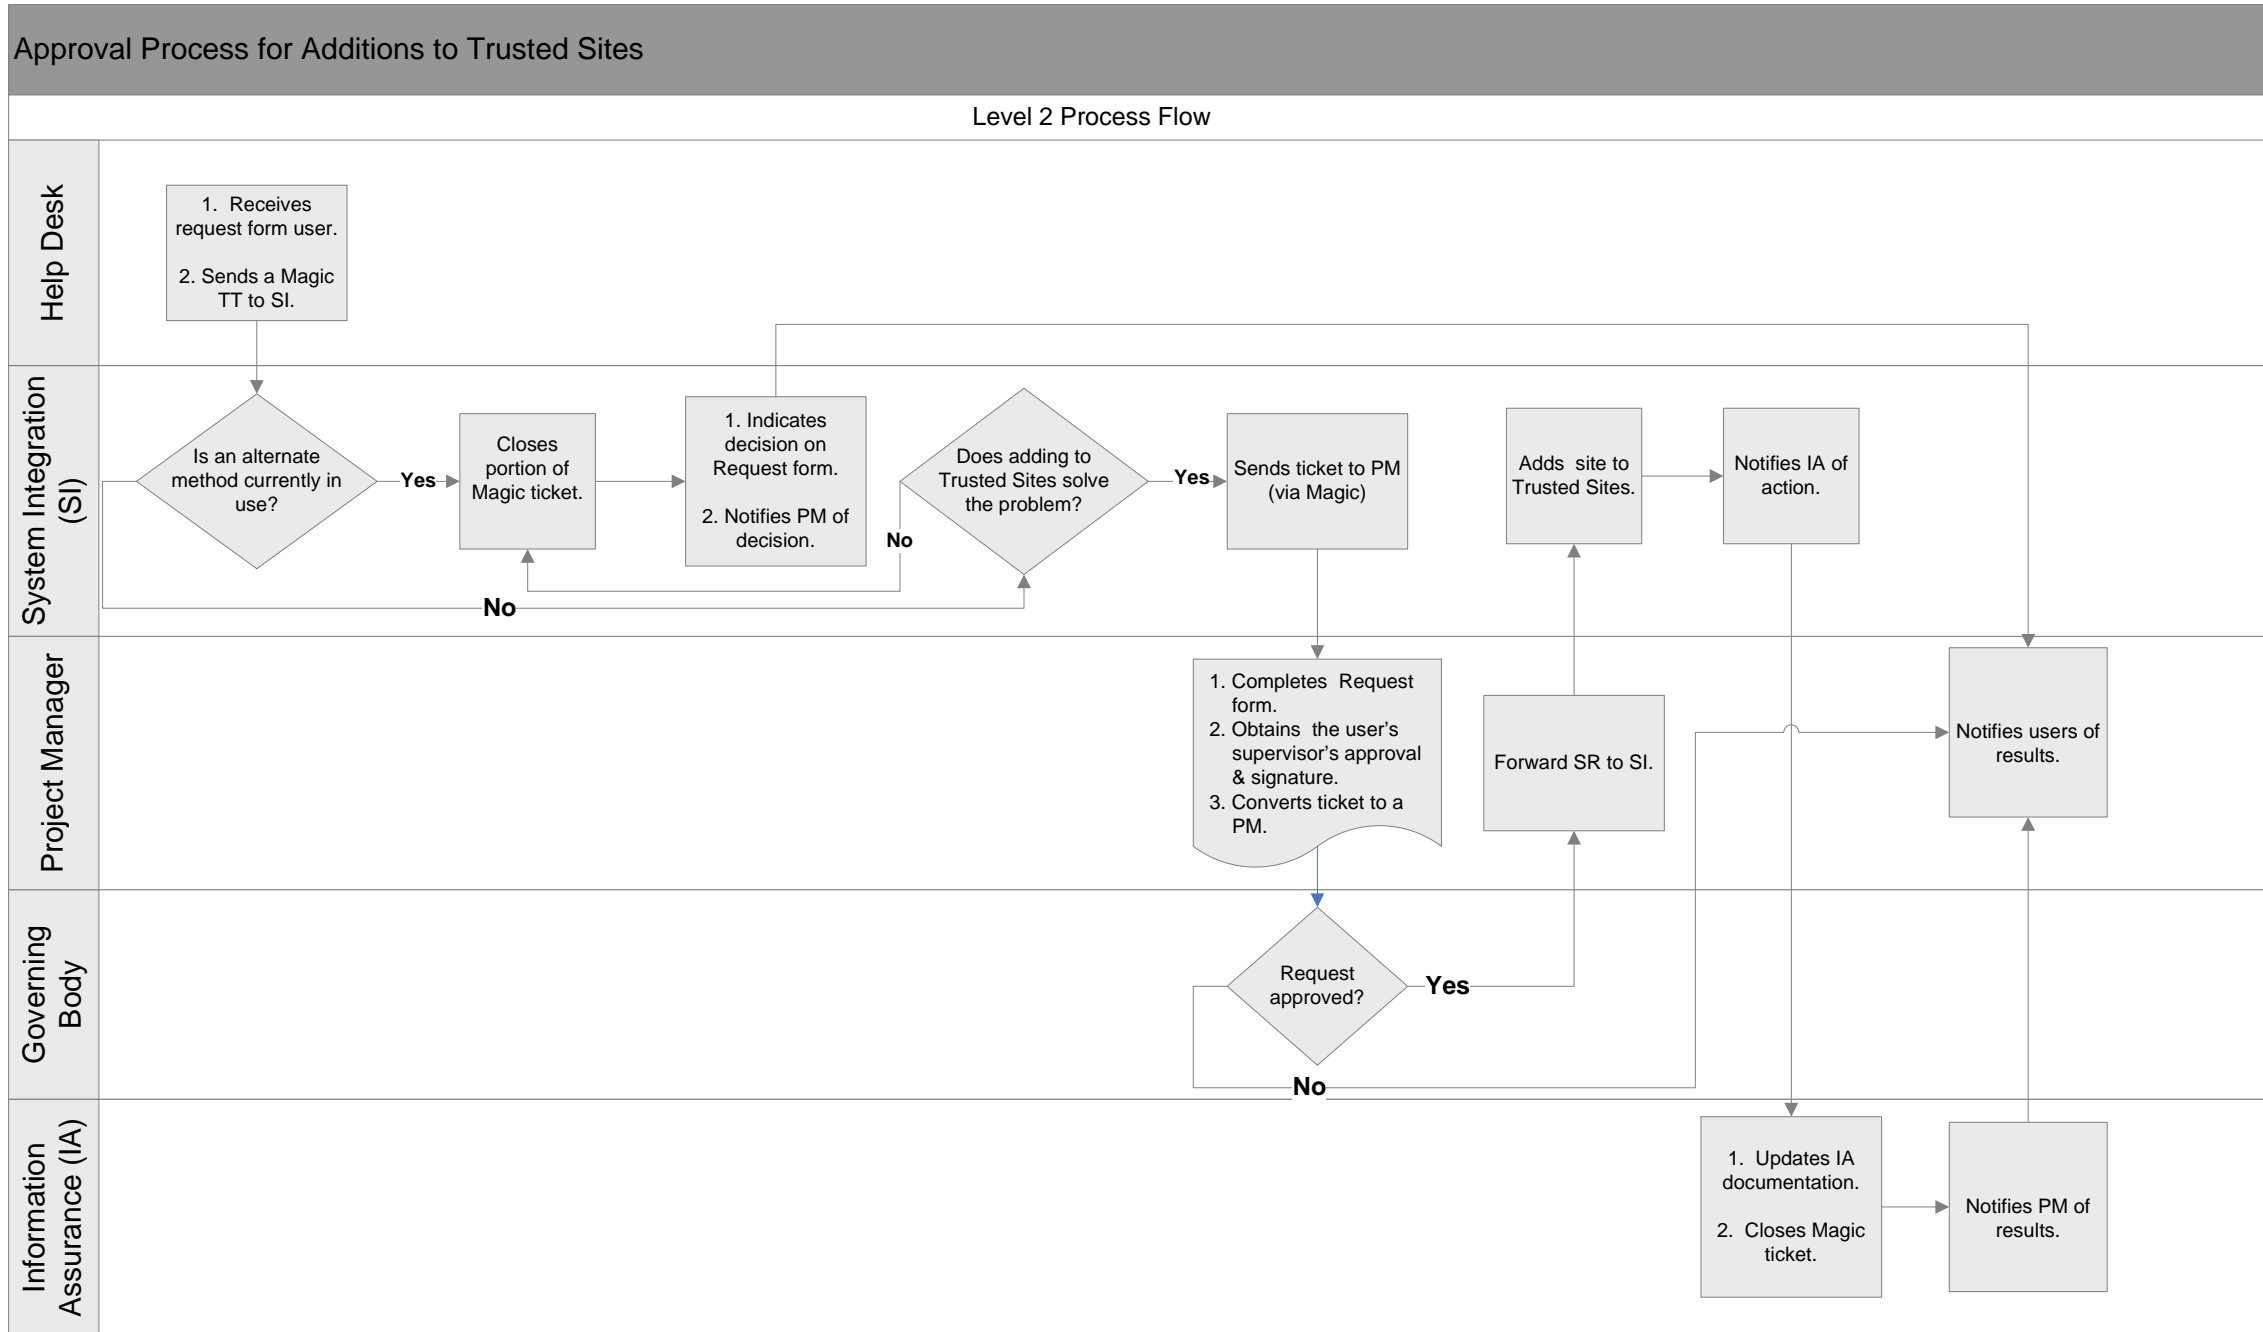 Approval Process for Additions to Trusted Sites
Level 2 Process Flow
Help Desk
1. Receives
request form user.
2. Sends a Magic
TT to SI.
System Integration
(SI)
Is an alternate
method currently in
use?
Yes
No
Closes
portion of
Magic ticket.
1. Indicates
decision on
Request form.
2. Notifies PM of
decision.
No
Does adding to
Trusted Sites solve
the problem?
Yes
Sends ticket to PM
(via Magic)
Adds site to
Trusted Sites.
Notifies IA of
action.
Project Manager
1. Completes Request
form.
2. Obtains the user’s
supervisor’s approval
& signature.
3. Converts ticket to a
PM.
Forward SR to SI.
Notifies users of
results.
Governing
Body
Request
approved?
Yes
No
Information
Assurance (IA)
1. Updates IA
documentation.
2. Closes Magic
ticket.
Notifies PM of
results.